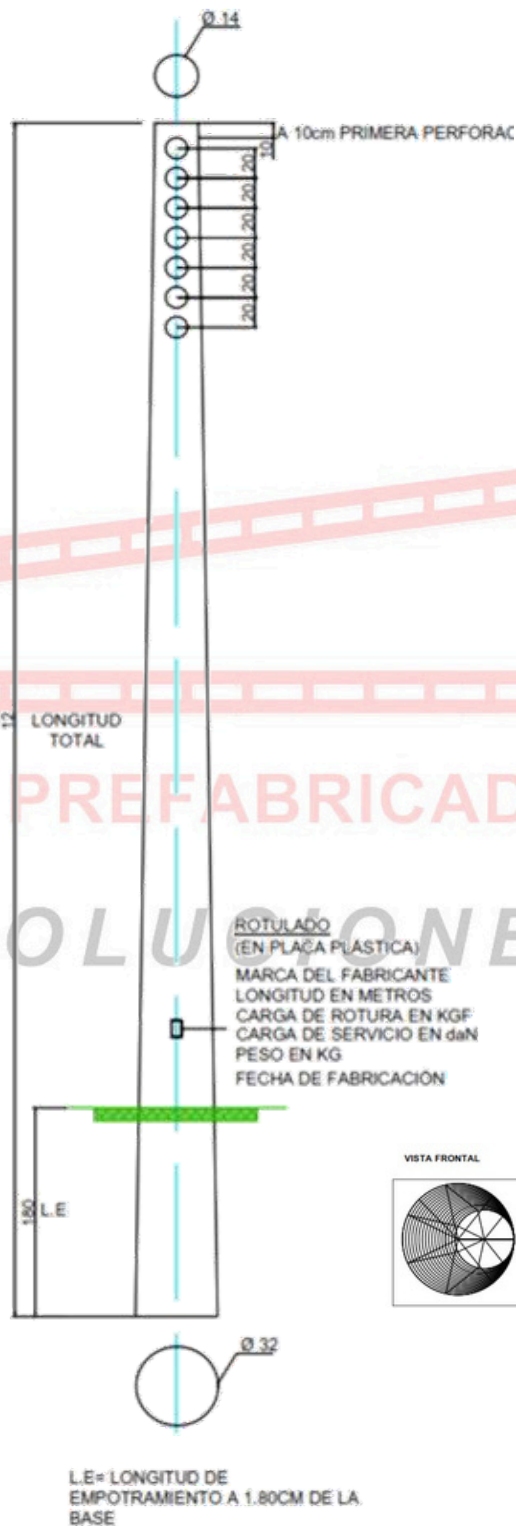 Ø.14
A 10cm PRIMERA PERFORAC
10
20
20
20
20
20
20
12
LONGITUD
TOTAL
PREFABRICAD
OLUCIONE
ROTULADO
(EN PLACA PLÁSTICA)
MARCA DEL FABRICANTE
LONGITUD EN METROS
CARGA DE ROTURA EN KGF
CARGA DE SERVICIO EN daN
PESO EN KG
FECHA DE FABRICACIÓN
180
L.E
VISTA FRONTAL
Ø 32
L.E= LONGITUD DE
EMPOTRAMIENTO A 1.80CM DE LA
BASE